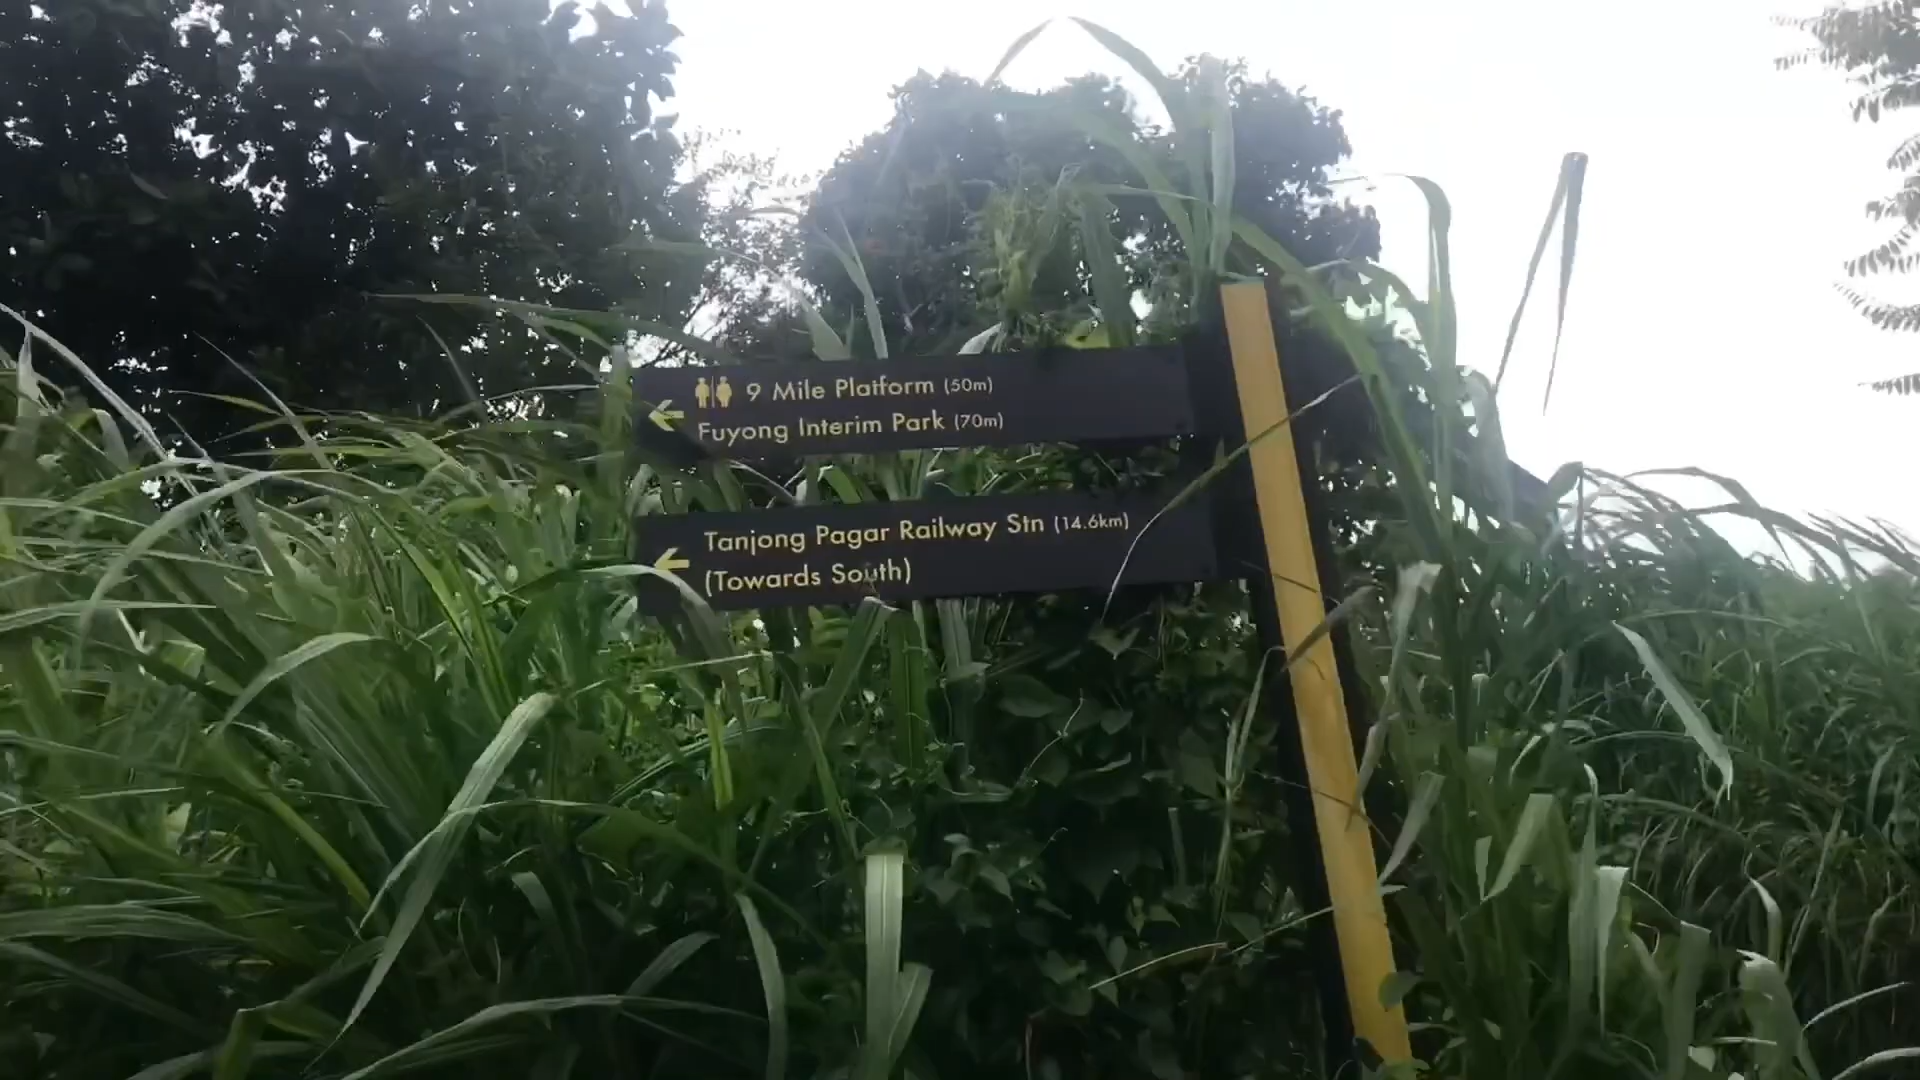 9 Mile Platform (50m)
Fuyong Interim Park (70m)
Tanjong Pagar Railway Stn (14.6km)
(Towards South)